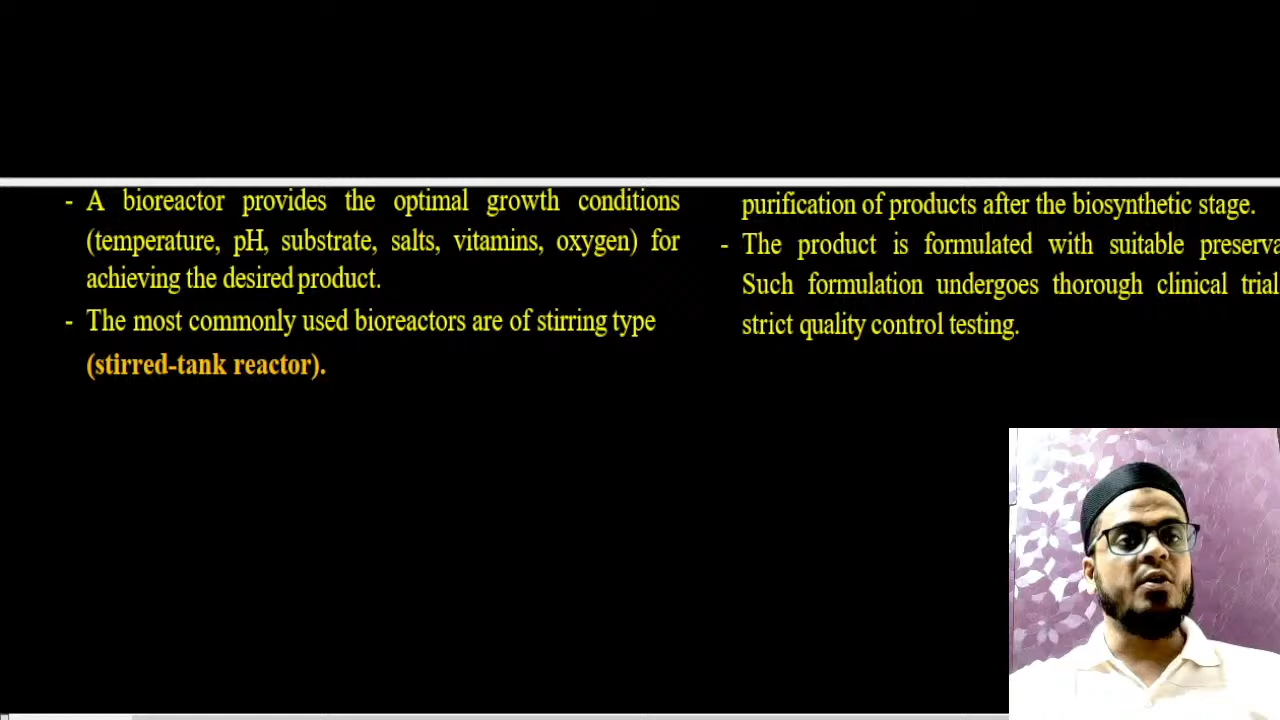 - A bioreactor provides the optimal growth conditions
(temperature, pH, substrate, salts, vitamins, oxygen) for
achieving the desired product.
- The most commonly used bioreactors are of stirring type
(stirred-tank reactor).
purification of products after the biosynthetic stage.
- The product is formulated with suitable
Such formulation undergoes thorough clinical trial
strict quality control testing.